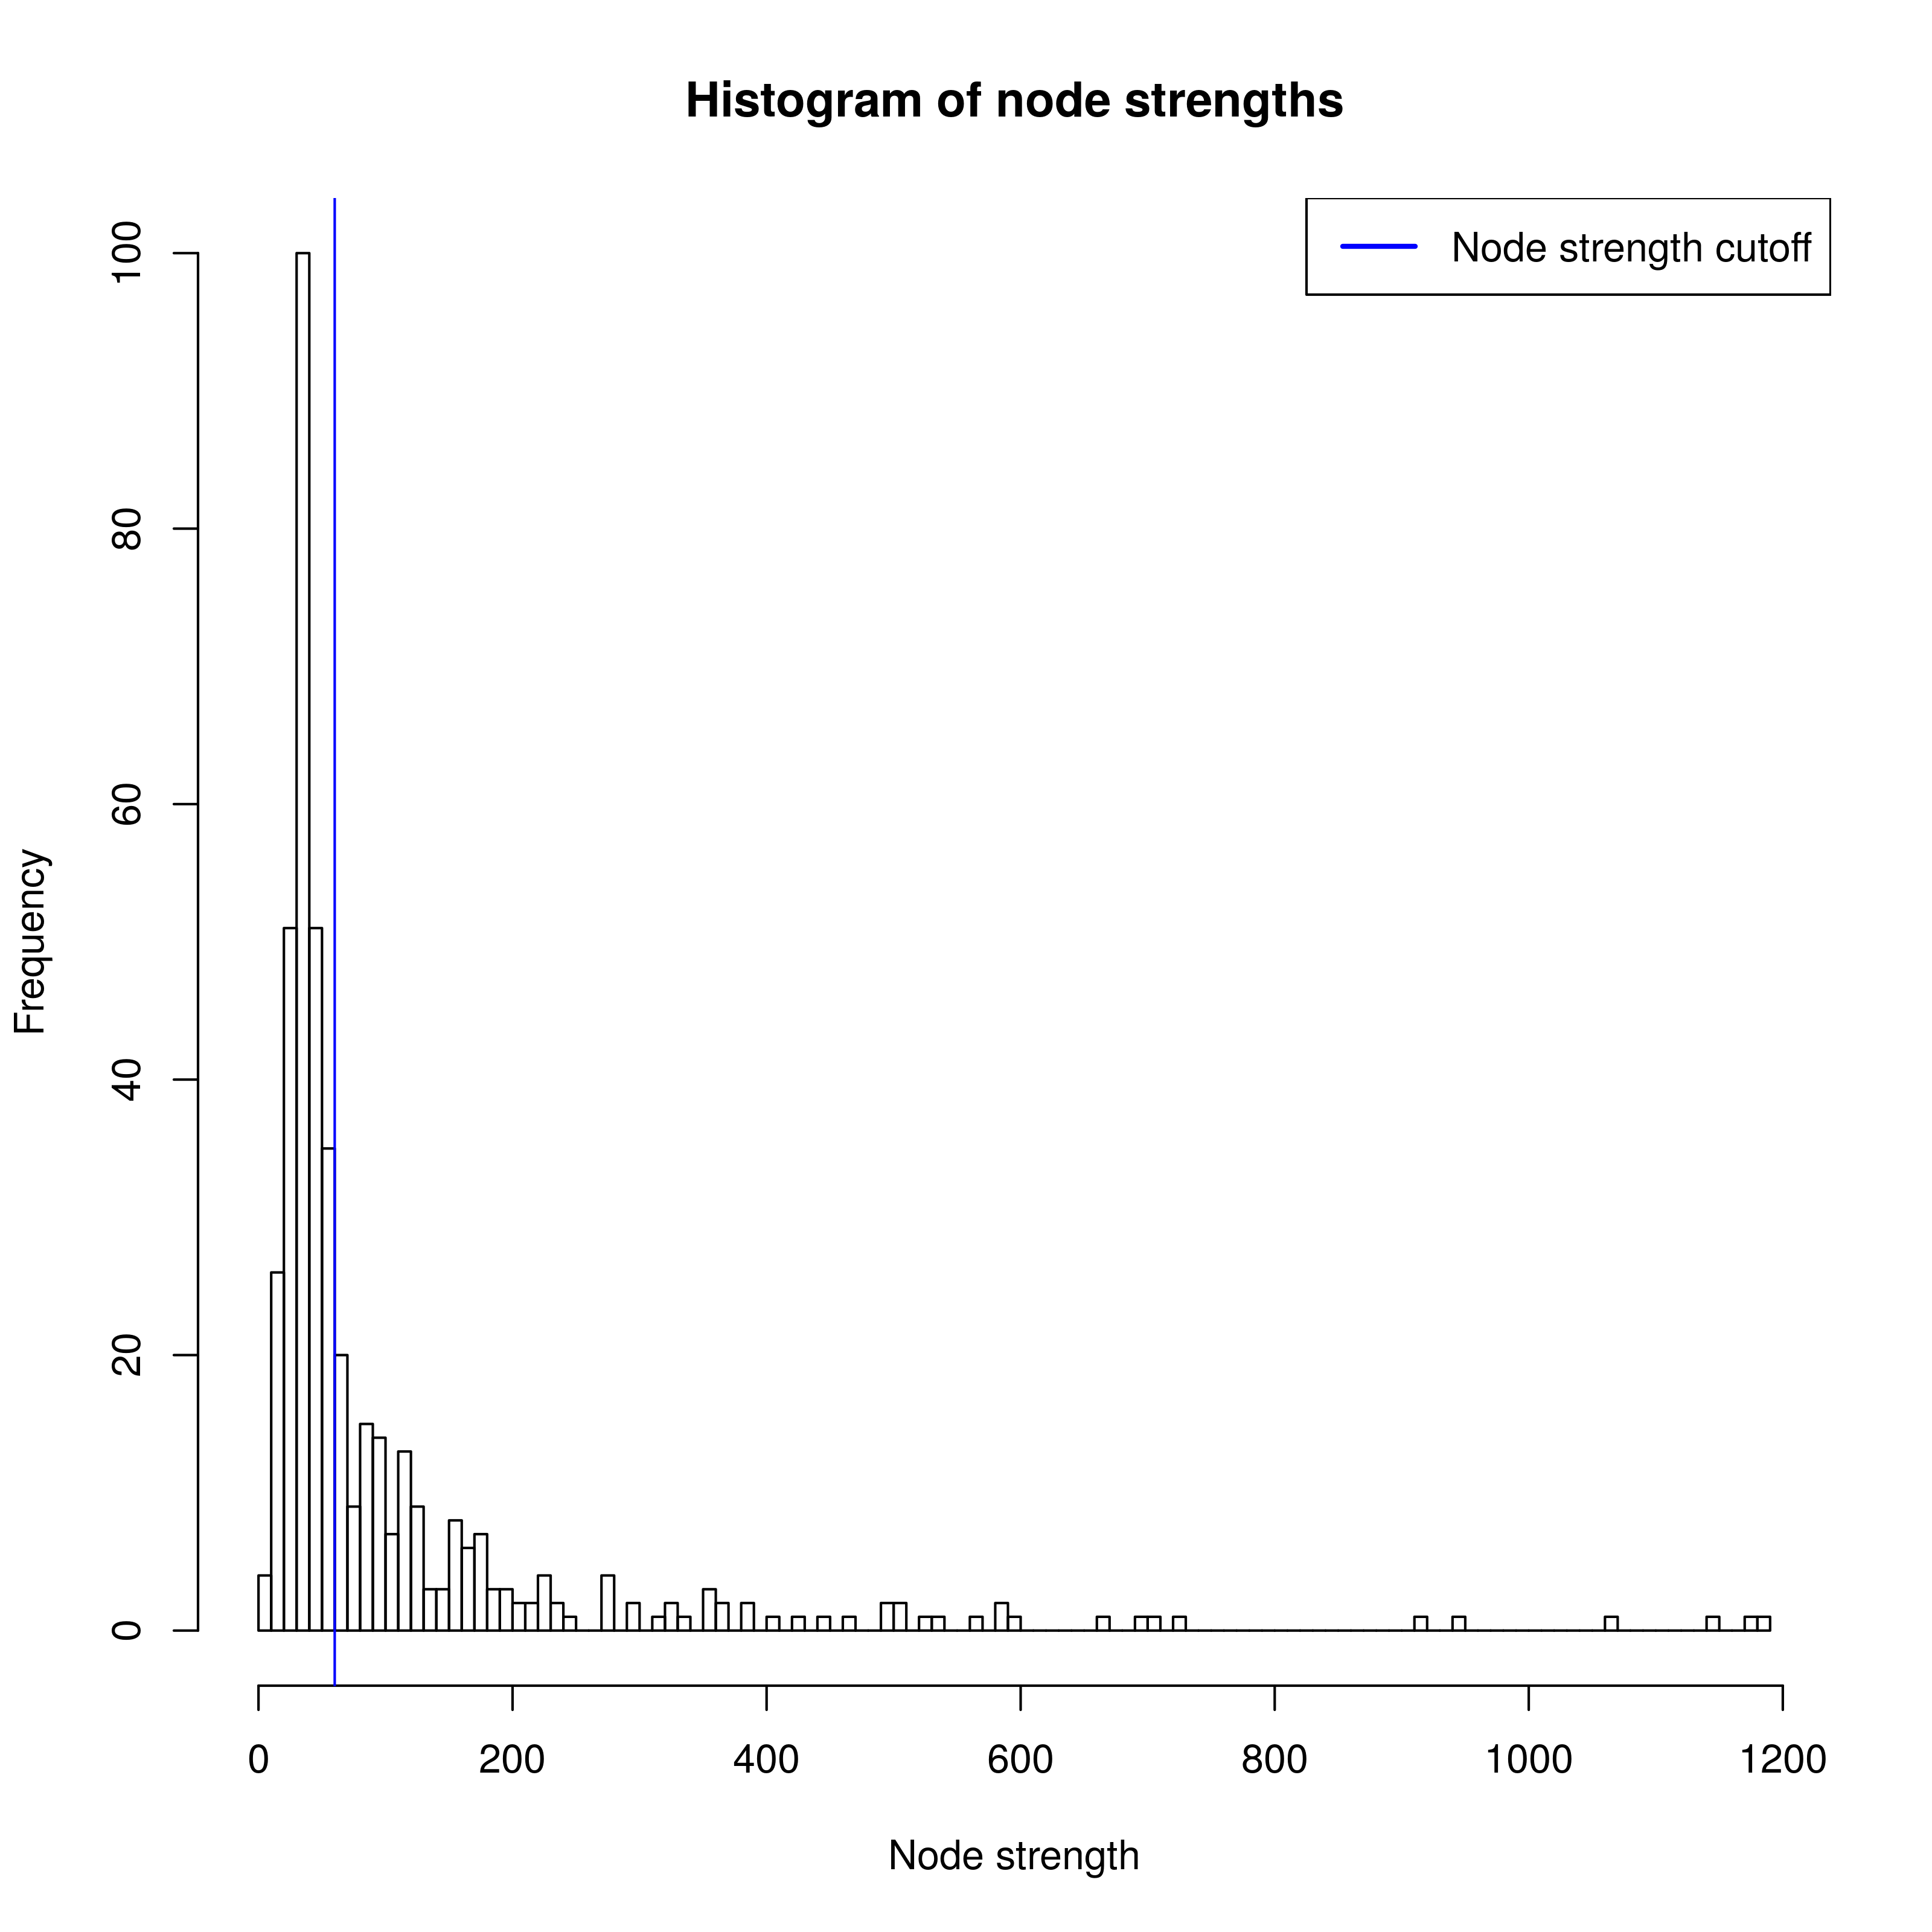 Histogram of node strengths
Node strength cutoff
100
80
60
40
20
0
Frequency
0 200 400 600 800 1000 1200
Node strength